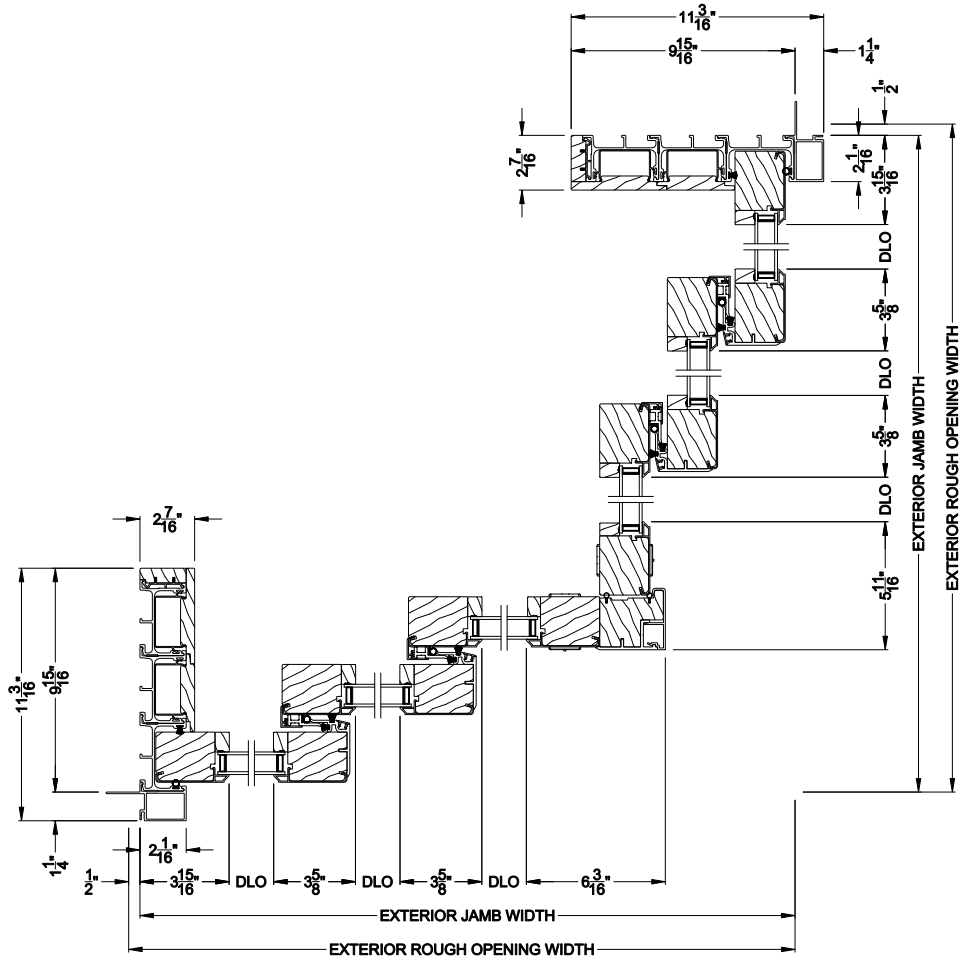 11 3/16"
9 15/16"
1 1/4"
1/2"
2 7/16"
2 1/16"
3 15/16"
DLO
3 5/8"
DLO
3 5/8"
DLO
5 11/16"
EXTERIOR JAMB WIDTH
EXTERIOR ROUGH OPENING WIDTH
2 7/16"
11 3/16"
9 15/16"
1 1/4"
2 1/16"
1/2"
3 15/16"
DLO
3 5/8"
DLO
3 5/8"
DLO
6 3/16"
EXTERIOR JAMB WIDTH
EXTERIOR ROUGH OPENING WIDTH